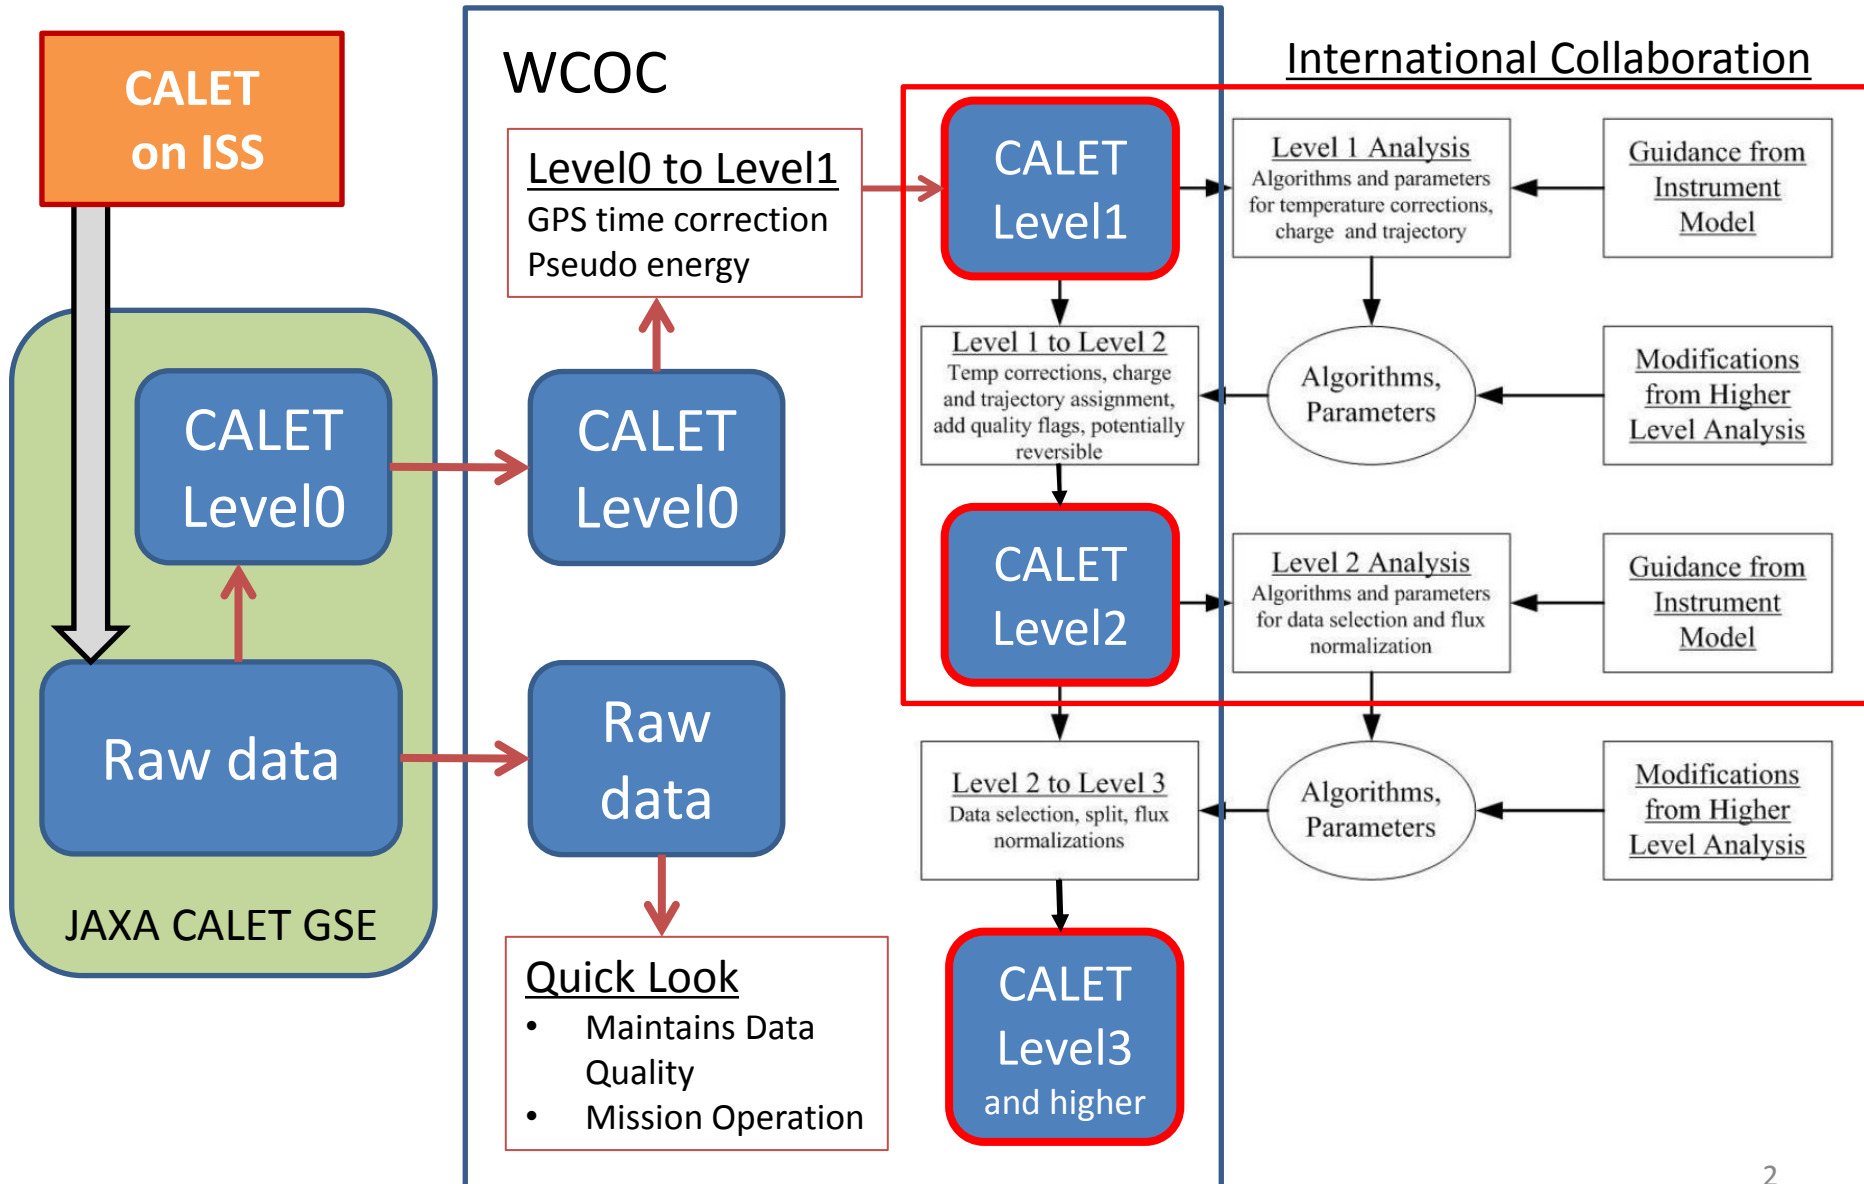 CALET
on ISS
WCOC
International Collaboration
Level0 to Level1
GPS time correction
Pseudo energy
CALET
Level1
Level 1 Analysis
Algorithms and parameters
for temperature corrections,
charge and trajectory
Guidance from
Instrument
Model
CALET
Level0
CALET
Level0
Level 1 to Level 2
Temp corrections, charge
and trajectory assignment,
add quality flags, potentially
reversible
Algorithms,
Parameters
Modifications
from Higher
Level Analysis
CALET
Level2
Level 2 Analysis
Algorithms and parameters
for data selection and flux
normalization
Guidance from
Instrument
Model
Raw data
Raw
data
Level 2 to Level 3
Data selection, split, flux
normalizations
Algorithms,
Parameters
Modifications
from Higher
Level Analysis
JAXA CALET GSE
Quick Look
• Maintains Data
Quality
• Mission Operation
CALET
Level3
and higher
2